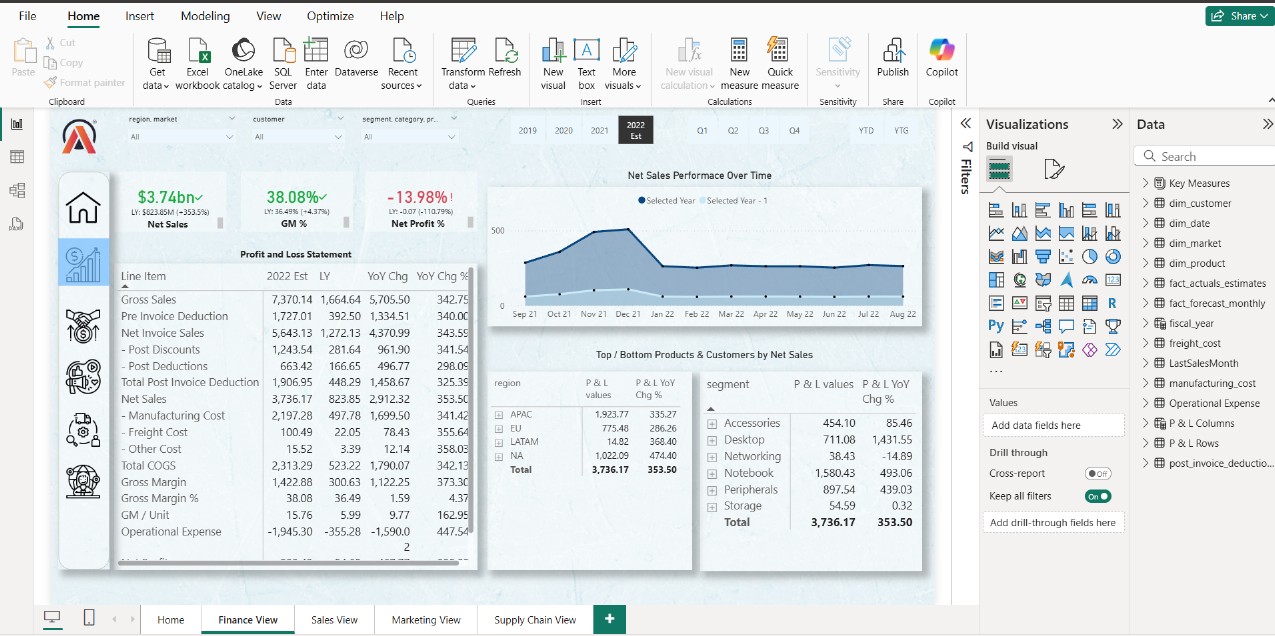 File Home Insert Modeling View Optimize Help Share
Paste Cut Copy Format painter
Get data Excel workbook OneLake catalog SQL Server Enter data Dataverse Recent sources Transform data Refresh New visual Text box More visuals New visual calculation New measure Quick measure Sensitivity Publish Copilot
Clipboard Data Queries Insert Calculations Sensitivity Share Copilot
region, market customer segment, category, pr...
All All All
2019 2020 2021 2022 Est Q1 Q2 Q3 Q4 YTD YTG
$3.74bn
LY: $823.85M (+353.5%)
Net Sales
38.08%
LY: 36.49% (+4.37%)
GM %
-13.98%!
LY: -0.07 (-110.79%)
Net Profit %
Net Sales Performace Over Time
Selected Year Selected Year - 1
500
0
Sep 21 Oct 21 Nov 21 Dec 21 Jan 22 Feb 22 Mar 22 Apr 22 May 22 Jun 22 Jul 22 Aug 22
Profit and Loss Statement
Line Item 2022 Est LY YoY Chg YoY Chg %
Gross Sales 7,370.14 1,664.64 5,705.50 342.75
Pre Invoice Deduction 1,727.01 392.50 1,334.51 340.00
Net Invoice Sales 5,643.13 1,272.13 4,370.99 343.59
- Post Discounts 1,243.54 281.64 961.90 341.54
- Post Deductions 663.42 166.65 496.77 298.09
Total Post Invoice Deduction 1,906.95 448.29 1,458.67 325.39
Net Sales 3,736.17 823.85 2,912.32 353.50
- Manufacturing Cost 2,197.28 497.78 1,699.50 341.42
- Freight Cost 100.49 22.05 78.43 355.64
- Other Cost 15.52 3.39 12.14 358.03
Total COGS 2,313.29 523.22 1,790.07 342.13
Gross Margin 1,422.88 300.63 1,122.25 373.30
Gross Margin % 38.08 36.49 1.59 4.37
GM / Unit 15.76 5.99 9.77 162.95
Operational Expense -1,945.30 -355.28 -1,590.0 447.54
2
Top / Bottom Products & Customers by Net Sales
region P & L values P & L YoY Chg %
APAC 1,923.77 335.27
EU 775.48 286.26
LATAM 14.82 368.40
NA 1,022.09 474.40
Total 3,736.17 353.50
segment P & L values P & L YoY Chg %
Accessories 454.10 85.46
Desktop 711.08 1,431.55
Networking 38.43 -14.89
Notebook 1,580.43 493.06
Peripherals 897.54 439.03
Storage 54.59 0.32
Total 3,736.17 353.50
Filters
Visualizations
Build visual
123
R
Py
...
Values
Add data fields here
Drill through
Cross-report Off
Keep all filters On
Add drill-through fields here
Data
Search
Key Measures
dim_customer
dim_date
dim_market
dim_product
fact_actuals_estimates
fact_forecast_monthly
fiscal_year
freight_cost
LastSalesMonth
manufacturing_cost
Operational Expense
P & L Columns
P & L Rows
post_invoice_deductio...
Home Finance View Sales View Marketing View Supply Chain View +